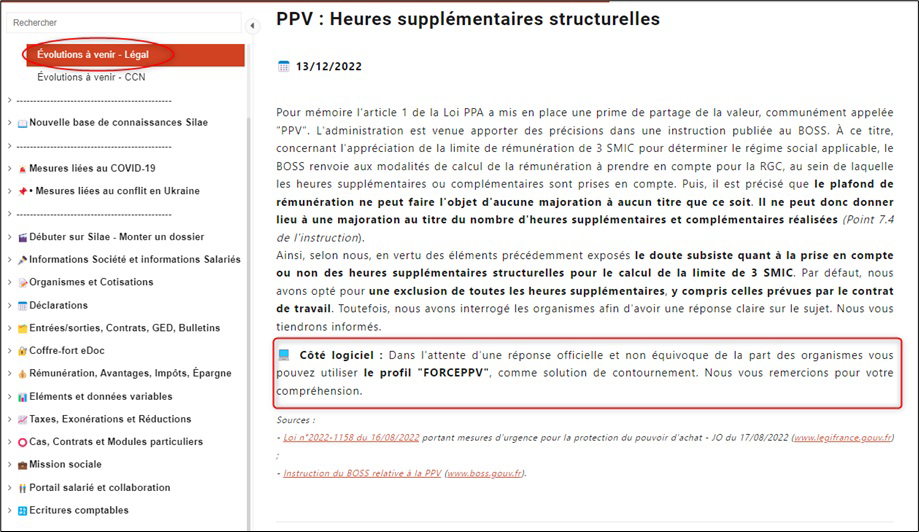 Rechercher
Évolutions à venir - Légal
Évolutions à venir - CCN
----------------------------------------------
Nouvelle base de connaissances Silae
----------------------------------------------
Mesures liées au COVID-19
• Mesures liées au conflit en Ukraine
----------------------------------------------
Débuter sur Silae - Monter un dossier
Informations Société et informations Salariés
Organismes et Cotisations
Déclarations
Entrées/sorties, Contrats, GED, Bulletins
Coffre-fort eDoc
Rémunération, Avantages, Impôts, Épargne
Eléments et données variables
Taxes, Exonérations et Réductions
Cas, Contrats et Modules particuliers
Mission sociale
Portail salarié et collaboration
Ecritures comptables
PPV : Heures supplémentaires structurelles
13/12/2022
Pour mémoire l'article 1 de la Loi PPA a mis en place une prime de partage de la valeur, communément appelée
"PPV". L'administration est venue apporter des précisions dans une instruction publiée au BOSS. À ce titre,
concernant l'appréciation de la limite de rémunération de 3 SMIC pour déterminer le régime social applicable, le
BOSS renvoie aux modalités de calcul de la rémunération à prendre en compte pour la RGC, au sein de laquelle
les heures supplémentaires ou complémentaires sont prises en compte. Puis, il est précisé que le plafond de
rémunération ne peut faire l'objet d'aucune majoration à aucun titre que ce soit. Il ne peut donc donner
lieu à une majoration au titre du nombre d'heures supplémentaires et complémentaires réalisées (Point 7.4
de l'instruction).
Ainsi, selon nous, en vertu des éléments précédemment exposés le doute subsiste quant à la prise en compte
ou non des heures supplémentaires structurelles pour le calcul de la limite de 3 SMIC. Par défaut, nous
avons opté pour une exclusion de toutes les heures supplémentaires, y compris celles prévues par le contrat
de travail. Toutefois, nous avons interrogé les organismes afin d'avoir une réponse claire sur le sujet. Nous vous
tiendrons informés.
Côté logiciel : Dans l'attente d'une réponse officielle et non équivoque de la part des organismes vous
pouvez utiliser le profil "FORCEPPV", comme solution de contournement. Nous vous remercions pour votre
compréhension.
Sources :
- Loi n°2022-1158 du 16/08/2022 portant mesures d'urgence pour la protection du pouvoir d'achat - JO du 17/08/2022 (www.legifrance.gouv.fr)
;
- Instruction du BOSS relative à la PPV (www.boss.gouv.fr).